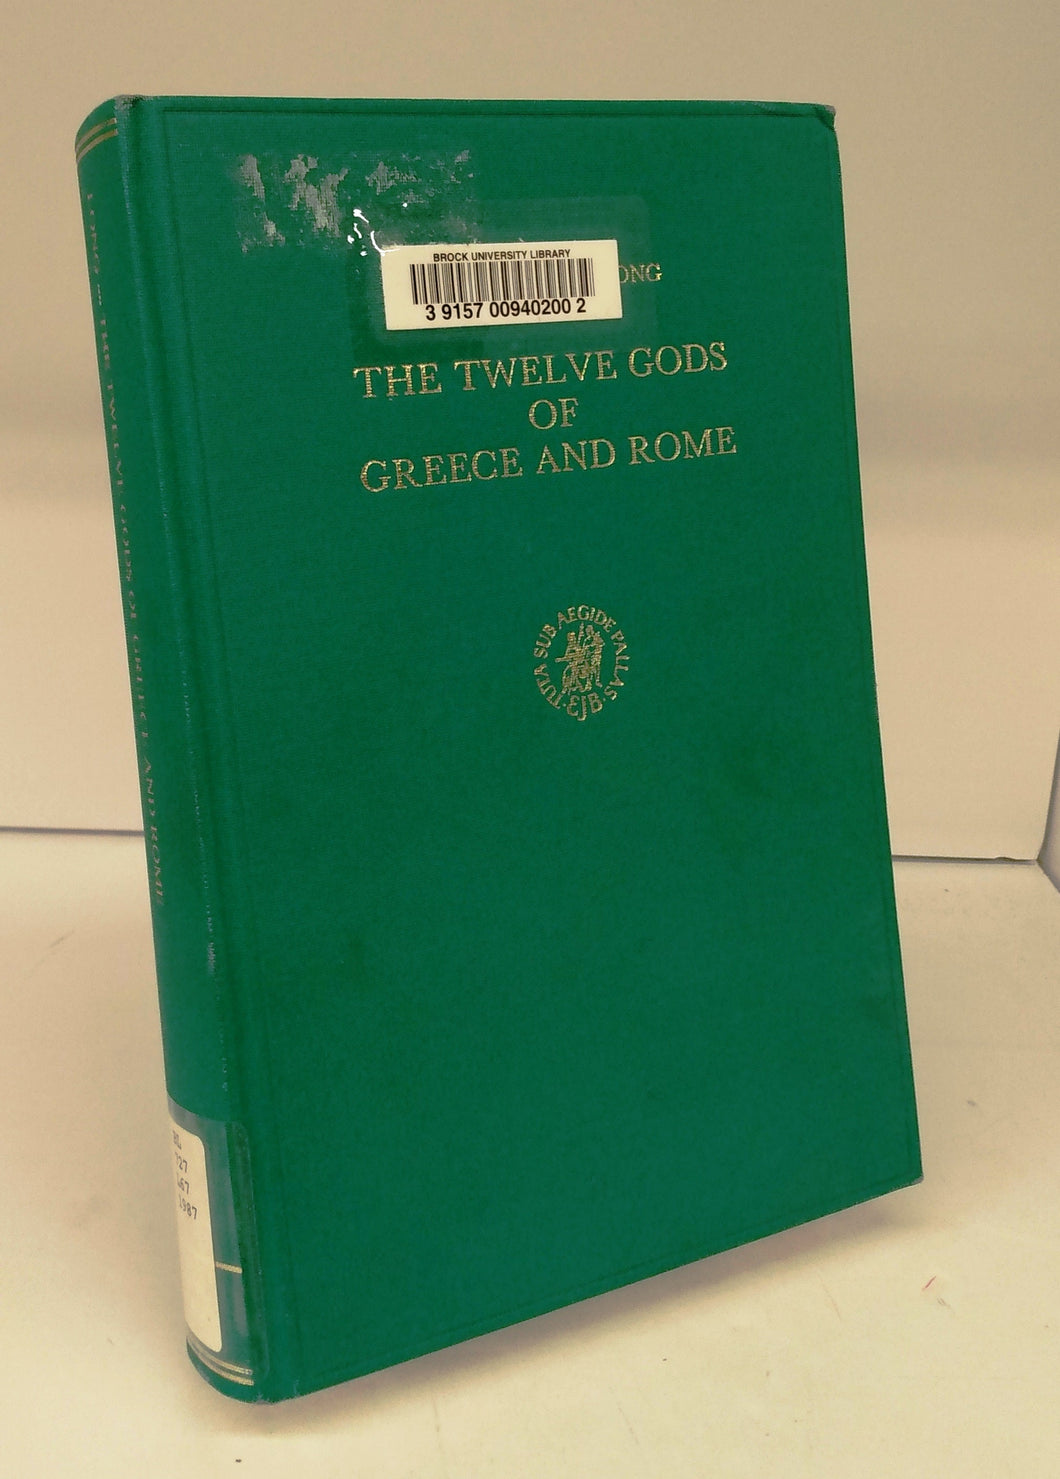 BROCK UNIVERSITY LIBRARY
3 9157 00940200 2
ONG
THE TWELVE GODS
OF
GREECE AND ROME
TUTA SUB AEGIDE PALLAS
EJB
LONG THE TWELVE GODS OF GREECE AND ROME
BL
727
L67
1987